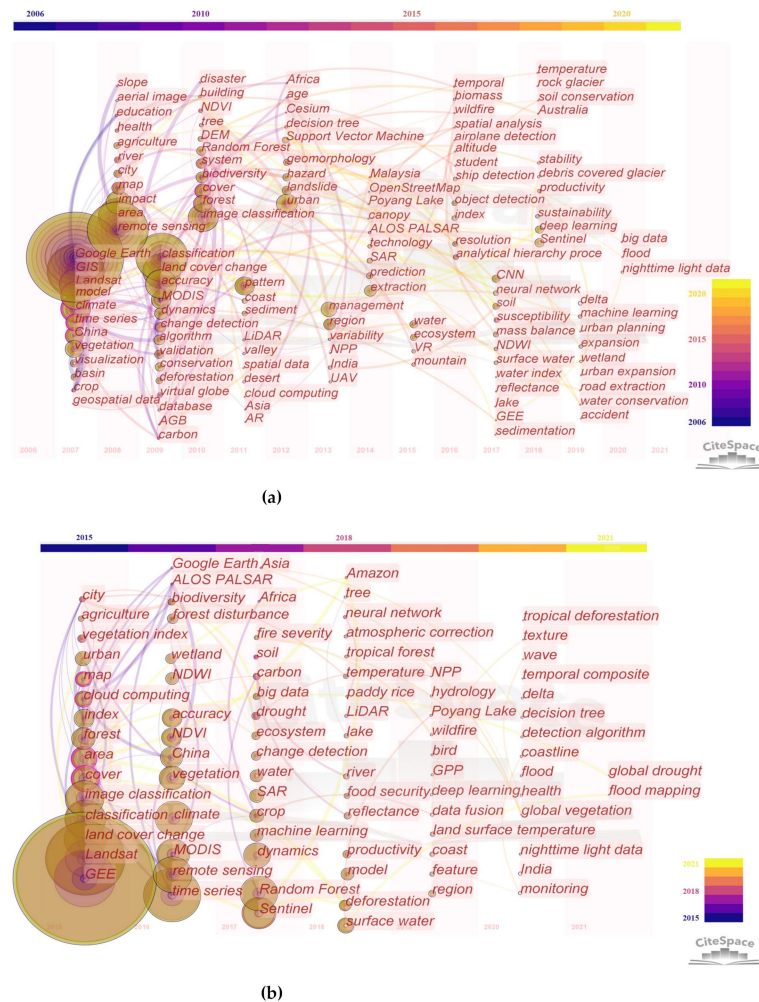 2006 2010 2015 2020
slope
aerial image
education
health
agriculture
river
city
map
impact
area
remote sensing
disaster
building
NDVI
tree
DEM
Random Forest
system
biodiversity
cover
forest
image classification
Africa
age
Cesium
decision tree
Support Vector Machine
geomorphology
hazard
landslide
urban
Malaysia
OpenStreetMap
Poyang Lake
canopy
ALOS PALSAR
technology
SAR
prediction
extraction
temporal
biomass
wildfire
spatial analysis
airplane detection
altitude
student
ship detection
object detection
index
resolution
analytical hierarchy proce
temperature
rock glacier
soil conservation
Australia
stability
debris covered glacier
productivity
sustainability
deep learning
Sentinel
big data
flood
nighttime light data
Google Earth
GIS
Landsat
model
climate
time series
China
vegetation
visualization
basin
crop
geospatial data
classification
land cover change
accuracy
MODIS
dynamics
change detection
algorithm
validation
conservation
deforestation
virtual globe
database
AGB
carbon
pattern
coast
sediment
LiDAR
valley
spatial data
desert
cloud computing
Asia
AR
management
region
variability
NPP
India
UAV
water
ecosystem
VR
mountain
CNN
neural network
soil
susceptibility
mass balance
NDWI
surface water
water index
reflectance
lake
GEE
sedimentation
delta
machine learning
urban planning
expansion
wetland
urban expansion
road extraction
water conservation
accident
2020
2015
2010
2006
2006 2007 2008 2009 2010 2011 2012 2013 2014 2015 2016 2017 2018 2019 2020 2021
CiteSpace
(a)
2015 2018 2021
city
agriculture
vegetation index
urban
map
cloud computing
index
forest
area
cover
image classification
classification
land cover change
Landsat
GEE
Google Earth
ALOS PALSAR
biodiversity
forest disturbance
wetland
NDWI
accuracy
NDVI
China
vegetation
climate
MODIS
remote sensing
time series
Asia
Africa
fire severity
soil
carbon
big data
drought
ecosystem
change detection
water
SAR
crop
machine learning
dynamics
Random Forest
Sentinel
Amazon
tree
neural network
atmospheric correction
tropical forest
temperature
paddy rice
LiDAR
lake
river
food security
reflectance
productivity
model
deforestation
surface water
NPP
hydrology
Poyang Lake
wildfire
bird
GPP
deep learning
data fusion
land surface temperature
coast
feature
region
tropical deforestation
texture
wave
temporal composite
delta
decision tree
detection algorithm
coastline
flood
health
global vegetation
nighttime light data
India
monitoring
global drought
flood mapping
2021
2018
2015
2016 2017 2020 2021
CiteSpace
(b)